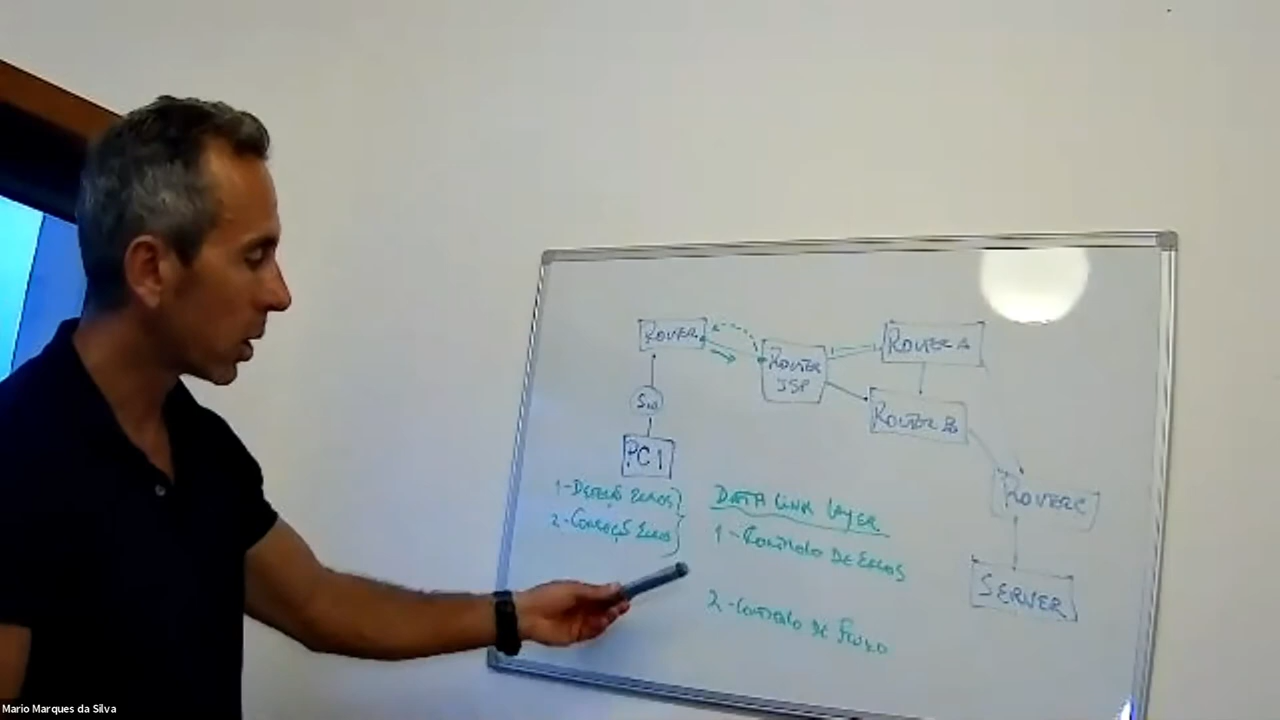 ROUTER
ROUTER
ISP
ROUTER A
ROUTER B
SW
PC1
ROUTER C
SERVER
1-DETEÇÃO ERROS
2-CORREÇÃO ERROS
DATA LINK LAYER
1-CONTROLO DE ERROS
2-CONTROLO DE FLUXO
Mario Marques da Silva